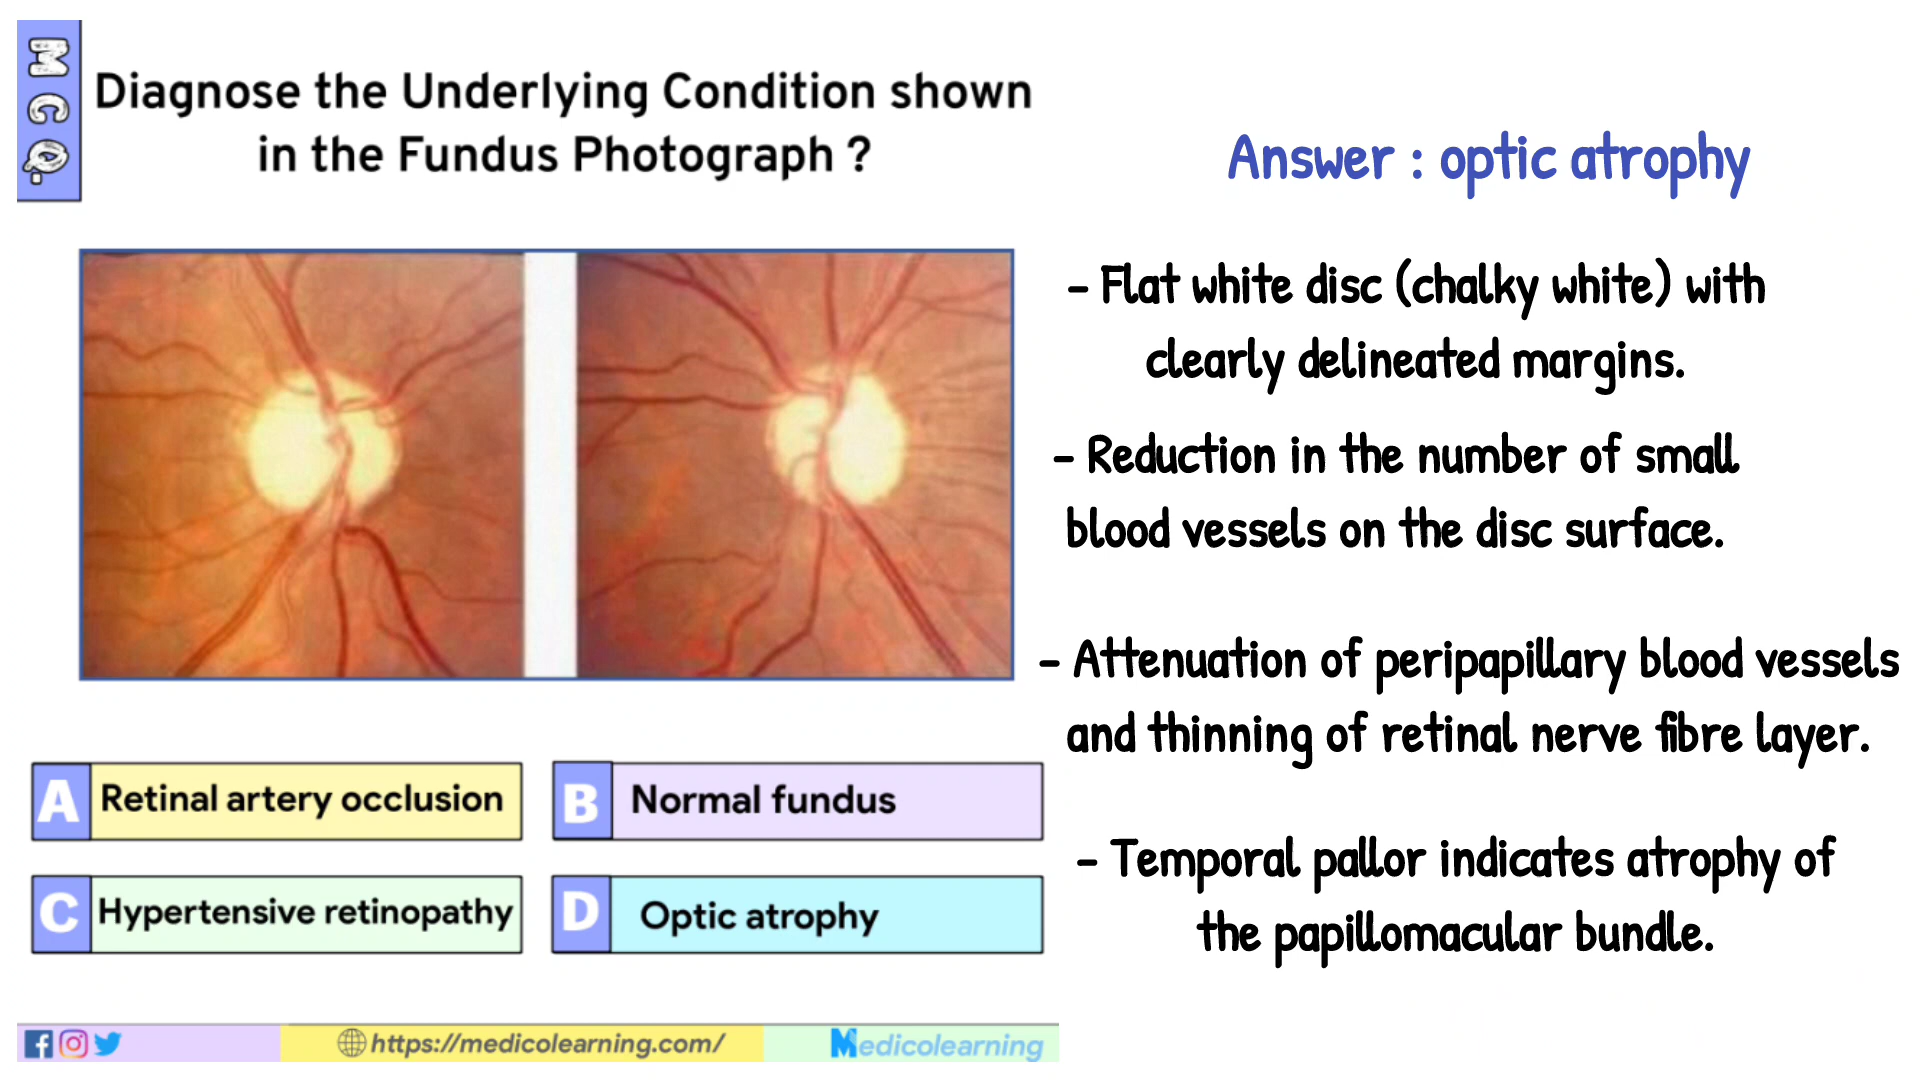 MCQ
Diagnose the Underlying Condition shown
in the Fundus Photograph ?
A Retinal artery occlusion
B Normal fundus
C Hypertensive retinopathy
D Optic atrophy
https://medicolearning.com/
Medicolearning
Answer : optic atrophy
- Flat white disc (chalky white) with
clearly delineated margins.
- Reduction in the number of small
blood vessels on the disc surface.
- Attenuation of peripapillary blood vessels
and thinning of retinal nerve fibre layer.
- Temporal pallor indicates atrophy of
the papillomacular bundle.